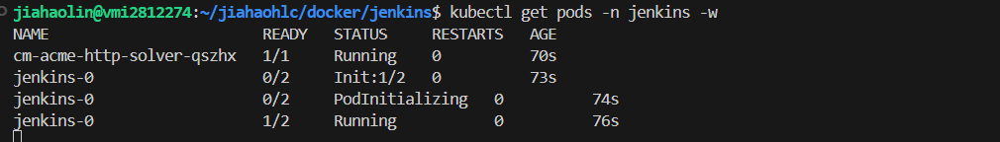 jiahaolin@vmi2812274:~/jiahaohlc/docker/jenkins$ kubectl get pods -n jenkins -w
NAME READY STATUS RESTARTS AGE
cm-acme-http-solver-qszhx 1/1 Running 0 70s
jenkins-0 0/2 Init:1/2 0 73s
jenkins-0 0/2 PodInitializing 0 74s
jenkins-0 1/2 Running 0 76s